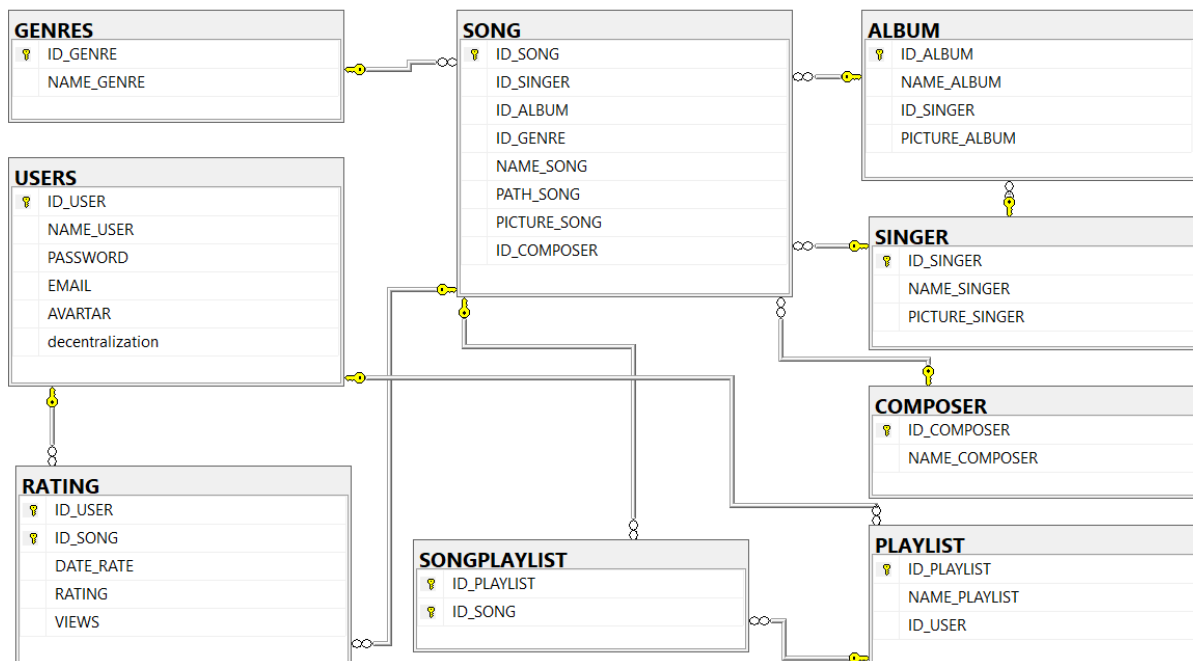 GENRES
ID_GENRE
NAME_GENRE
USERS
ID_USER
NAME_USER
PASSWORD
EMAIL
AVARTAR
decentralization
RATING
ID_USER
ID_SONG
DATE_RATE
RATING
VIEWS
SONG
ID_SONG
ID_SINGER
ID_ALBUM
ID_GENRE
NAME_SONG
PATH_SONG
PICTURE_SONG
ID_COMPOSER
SONGPLAYLIST
ID_PLAYLIST
ID_SONG
ALBUM
ID_ALBUM
NAME_ALBUM
ID_SINGER
PICTURE_ALBUM
SINGER
ID_SINGER
NAME_SINGER
PICTURE_SINGER
COMPOSER
ID_COMPOSER
NAME_COMPOSER
PLAYLIST
ID_PLAYLIST
NAME_PLAYLIST
ID_USER